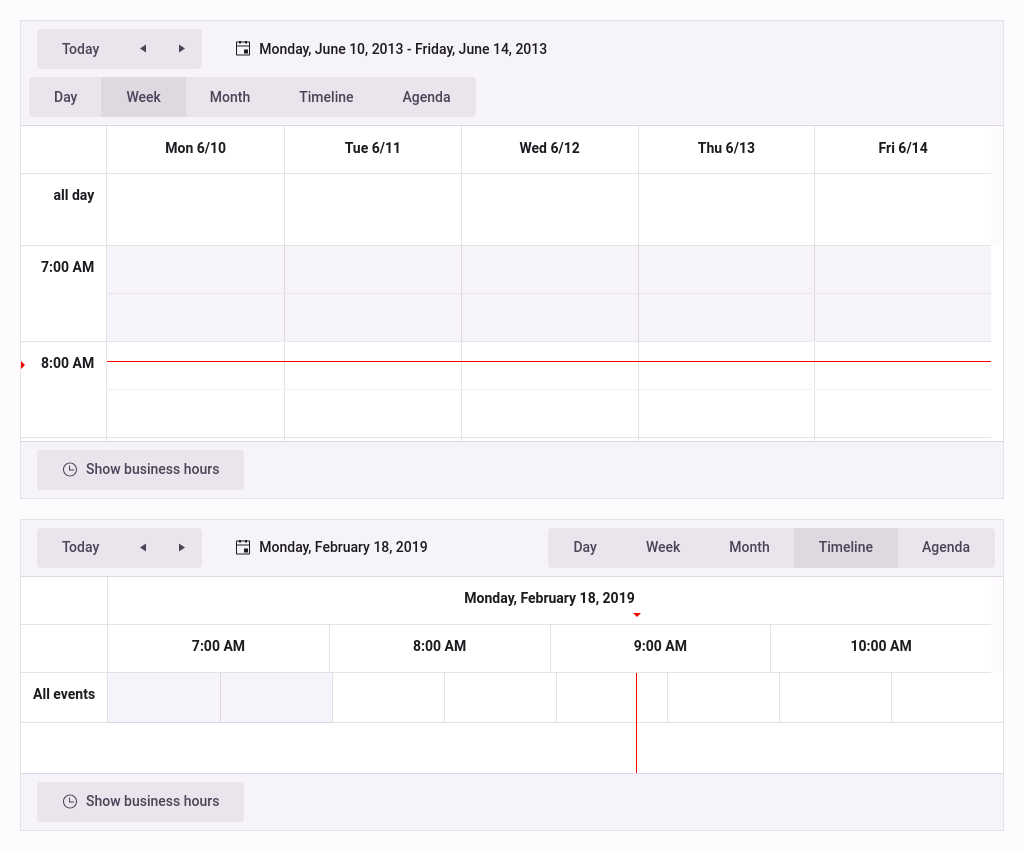 Today
Monday, June 10, 2013 - Friday, June 14, 2013
Day Week Month Timeline Agenda
Mon 6/10 Tue 6/11 Wed 6/12 Thu 6/13 Fri 6/14
all day
7:00 AM
8:00 AM
Show business hours
Today Monday, February 18, 2019 Day Week Month Timeline Agenda
Monday, February 18, 2019
7:00 AM 8:00 AM 9:00 AM 10:00 AM
All events
Show business hours